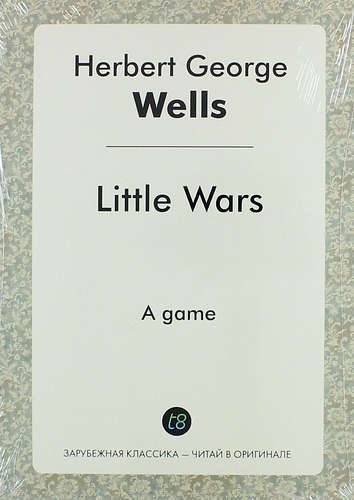 Herbert George
Wells
Little Wars
A game
t8
ЗАРУБЕЖНАЯ КЛАССИКА — ЧИТАЙ В ОРИГИНАЛЕ